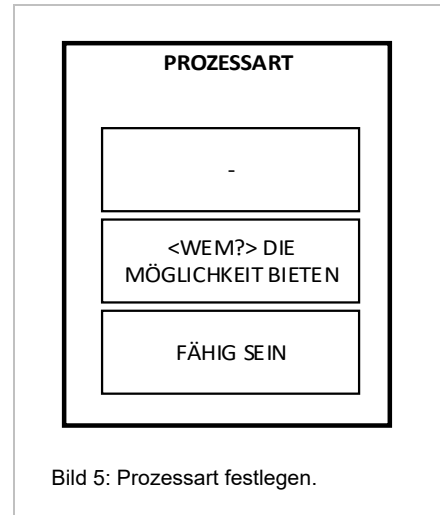 PROZESSART
-
<WEM?> DIE
MÖGLICHKEIT BIETEN
FÄHIG SEIN
Bild 5: Prozessart festlegen.